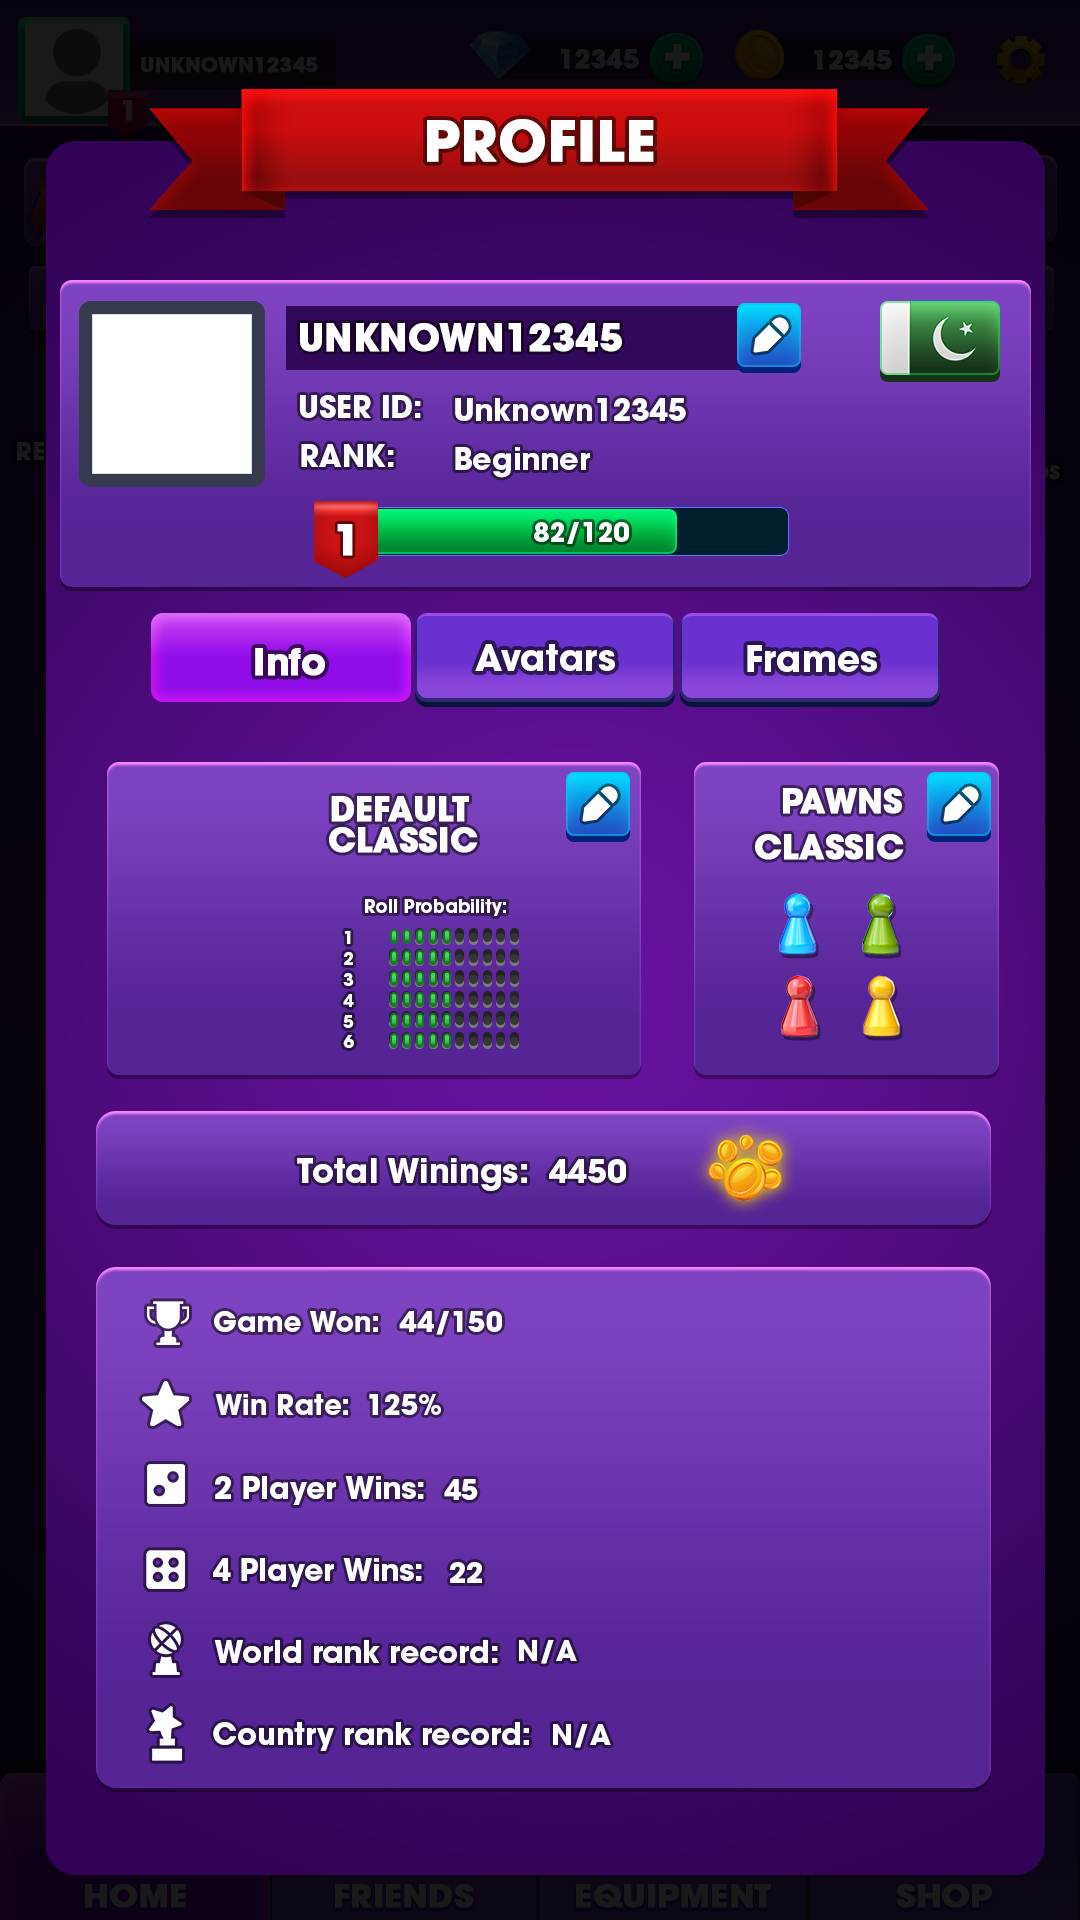 UNKNOWN12345
12345
12345
1
PROFILE
UNKNOWN12345
USER ID: Unknown12345
RANK: Beginner
1
82/120
Info
Avatars
Frames
DEFAULT
CLASSIC
Roll Probability:
1
2
3
4
5
6
PAWNS
CLASSIC
Total Winings: 4450
Game Won: 44/150
Win Rate: 125%
2 Player Wins: 45
4 Player Wins: 22
World rank record: N/A
Country rank record: N/A
HOME
FRIENDS
EQUIPMENT
SHOP